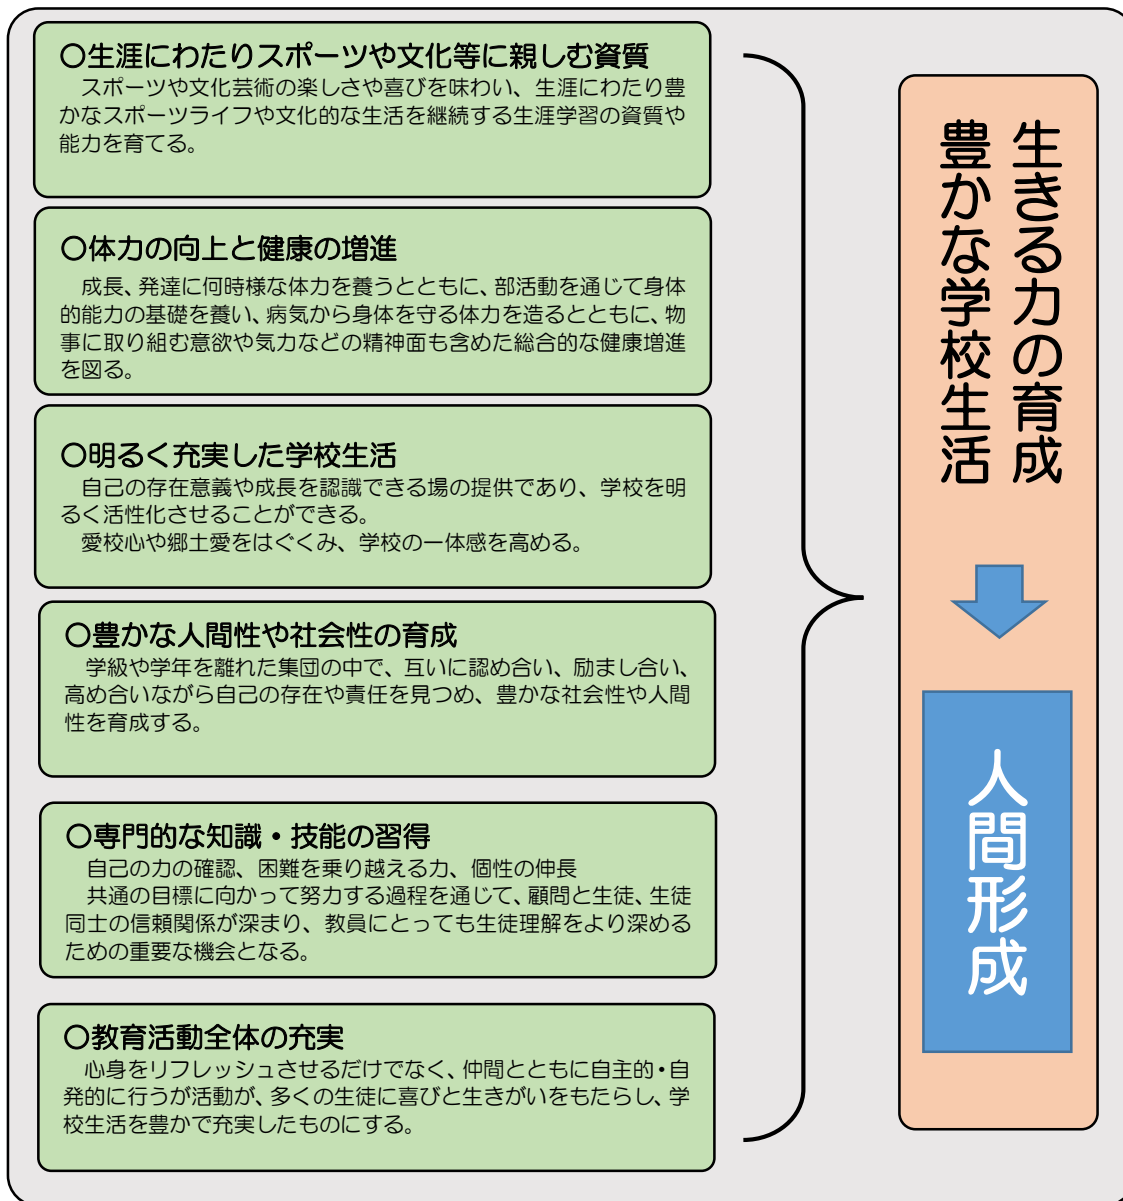 〇生涯にわたりスポーツや文化等に親しむ資質
スポーツや文化芸術の楽しさや喜びを味わい、生涯にわたり豊
かなスポーツライフや文化的な生活を継続する生涯学習の資質や
能力を育てる。
〇体力の向上と健康の増進
成長、発達に何時様な体力を養うとともに、部活動を通じて身体
的能力の基礎を養い、病気から身体を守る体力を造るとともに、物
事に取り組む意欲や気力などの精神面も含めた総合的な健康増進
を図る。
〇明るく充実した学校生活
自己の存在意義や成長を認識できる場の提供であり、学校を明
るく活性化させることができる。
愛校心や郷土愛をはぐくみ、学校の一体感を高める。
〇豊かな人間性や社会性の育成
学級や学年を離れた集団の中で、互いに認め合い、励まし合い、
高め合いながら自己の存在や責任を見つめ、豊かな社会性や人間
性を育成する。
〇専門的な知識・技能の習得
自己の力の確認、困難を乗り越える力、個性の伸長
共通の目標に向かって努力する過程を通じて、顧問と生徒、生徒
同士の信頼関係が深まり、教員にとっても生徒理解をより深める
ための重要な機会となる。
〇教育活動全体の充実
心身をリフレッシュさせるだけでなく、仲間とともに自主的・自
発的に行うが活動が、多くの生徒に喜びと生きがいをもたらし、学
校生活を豊かで充実したものにする。
生きる力の育成
豊かな学校生活
人間形成